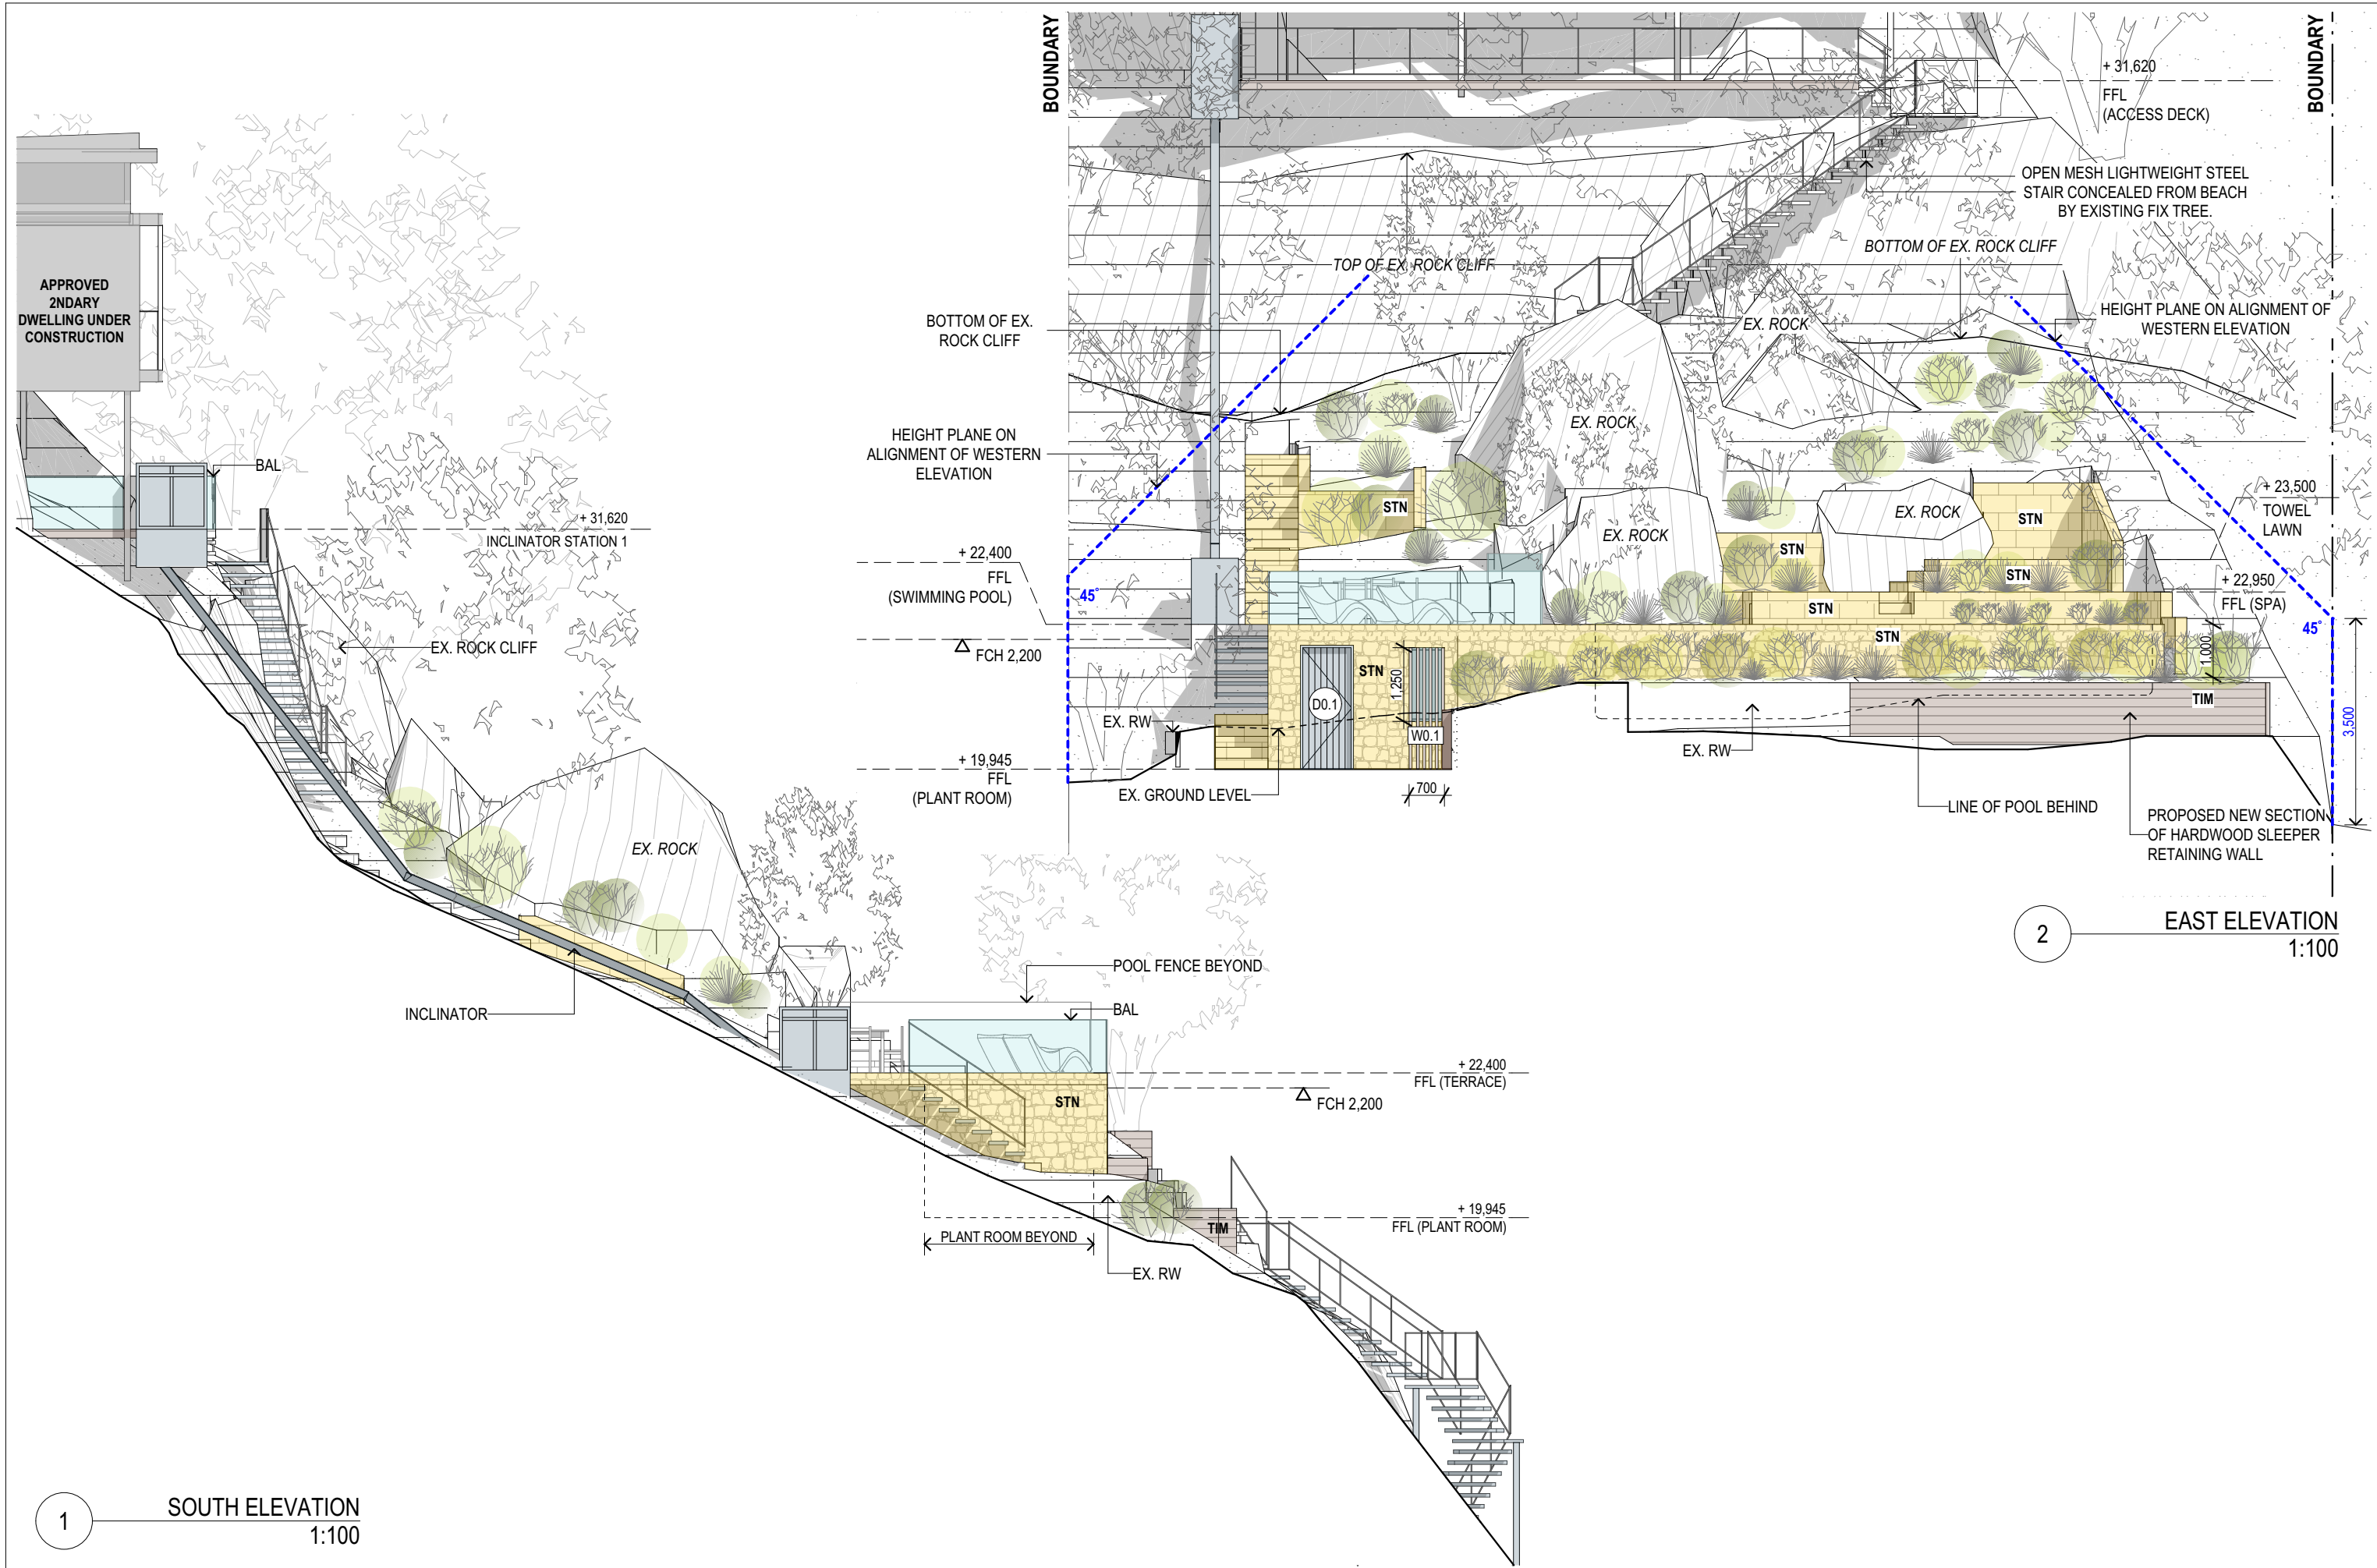 BOUNDARY
BOUNDARY
+ 31,620
FFL
(ACCESS DECK)
OPEN MESH LIGHTWEIGHT STEEL
STAIR CONCEALED FROM BEACH
BY EXISTING FIX TREE.
BOTTOM OF EX. ROCK CLIFF
TOP OF EX. ROCK CLIFF
HEIGHT PLANE ON ALIGNMENT OF
WESTERN ELEVATION
BOTTOM OF EX.
ROCK CLIFF
EX. ROCK
EX. ROCK
HEIGHT PLANE ON
ALIGNMENT OF WESTERN
ELEVATION
STN
EX. ROCK
EX. ROCK
STN
+ 23,500
TOWEL
LAWN
+ 22,400
FFL
(SWIMMING POOL)
STN
STN
+ 22,950
FFL (SPA)
45°
STN
STN
45°
FCH 2,200
STN
1,250
1,000
D0.1
TIM
EX. RW
W0.1
EX. RW
3,500
+ 19,945
FFL
(PLANT ROOM)
EX. GROUND LEVEL
700
LINE OF POOL BEHIND
PROPOSED NEW SECTION
OF HARDWOOD SLEEPER
RETAINING WALL
2
EAST ELEVATION
1:100
APPROVED
2NDARY
DWELLING UNDER
CONSTRUCTION
BAL
+ 31,620
INCLINATOR STATION 1
EX. ROCK CLIFF
EX. ROCK
INCLINATOR
POOL FENCE BEYOND
BAL
+ 22,400
FFL (TERRACE)
STN
FCH 2,200
+ 19,945
FFL (PLANT ROOM)
TIM
PLANT ROOM BEYOND
EX. RW
1
SOUTH ELEVATION
1:100